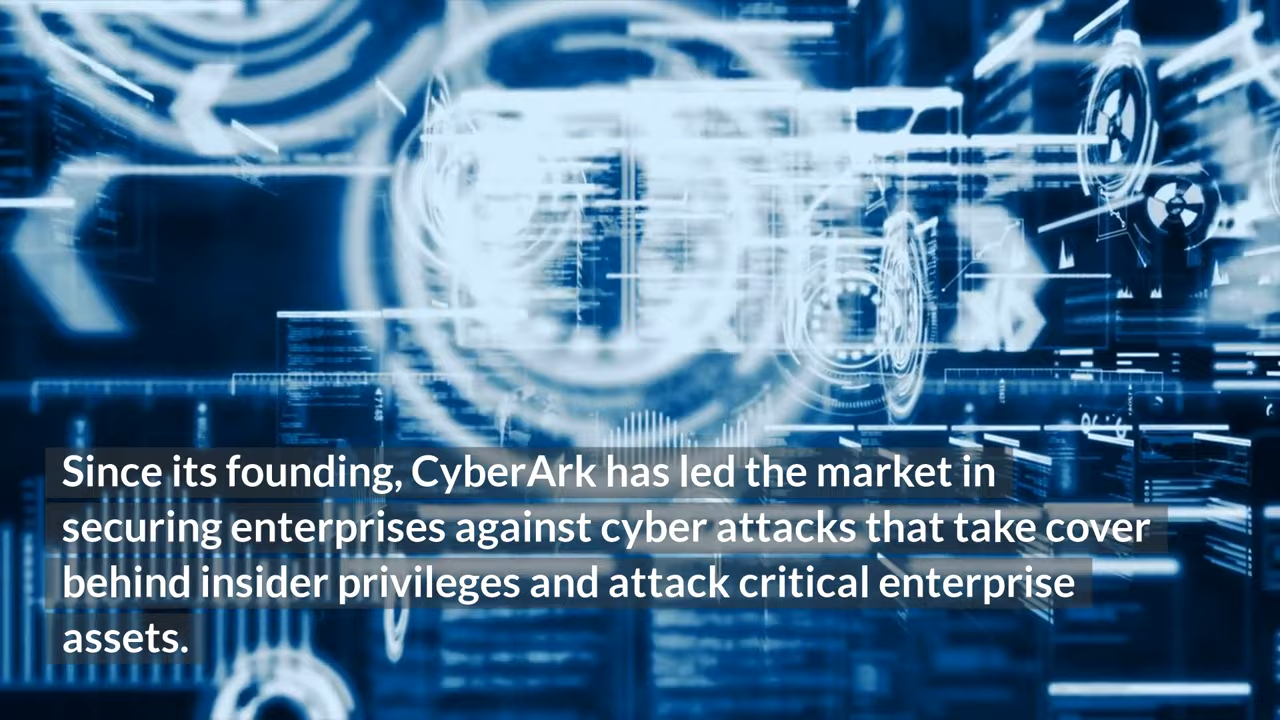 Since its founding, CyberArk has led the market in
securing enterprises against cyber attacks that take cover
behind insider privileges and attack critical enterprise
assets.